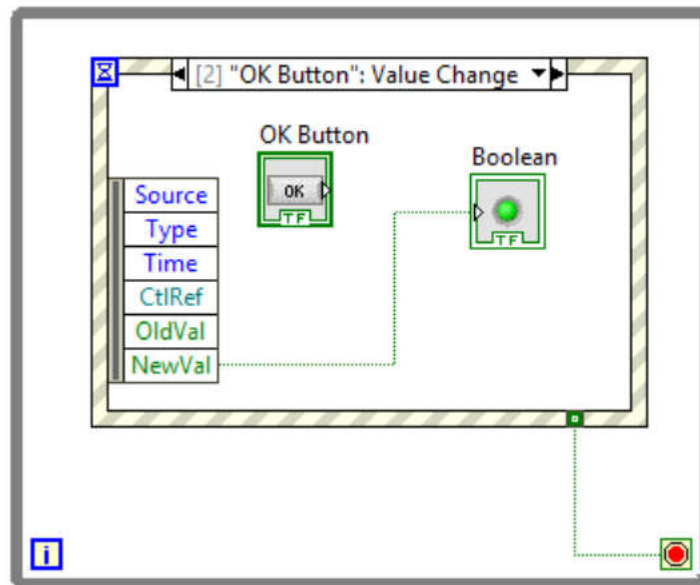 [2] "OK Button": Value Change
OK Button
OK
TF
Boolean
TF
Source
Type
Time
CtlRef
OldVal
NewVal
i